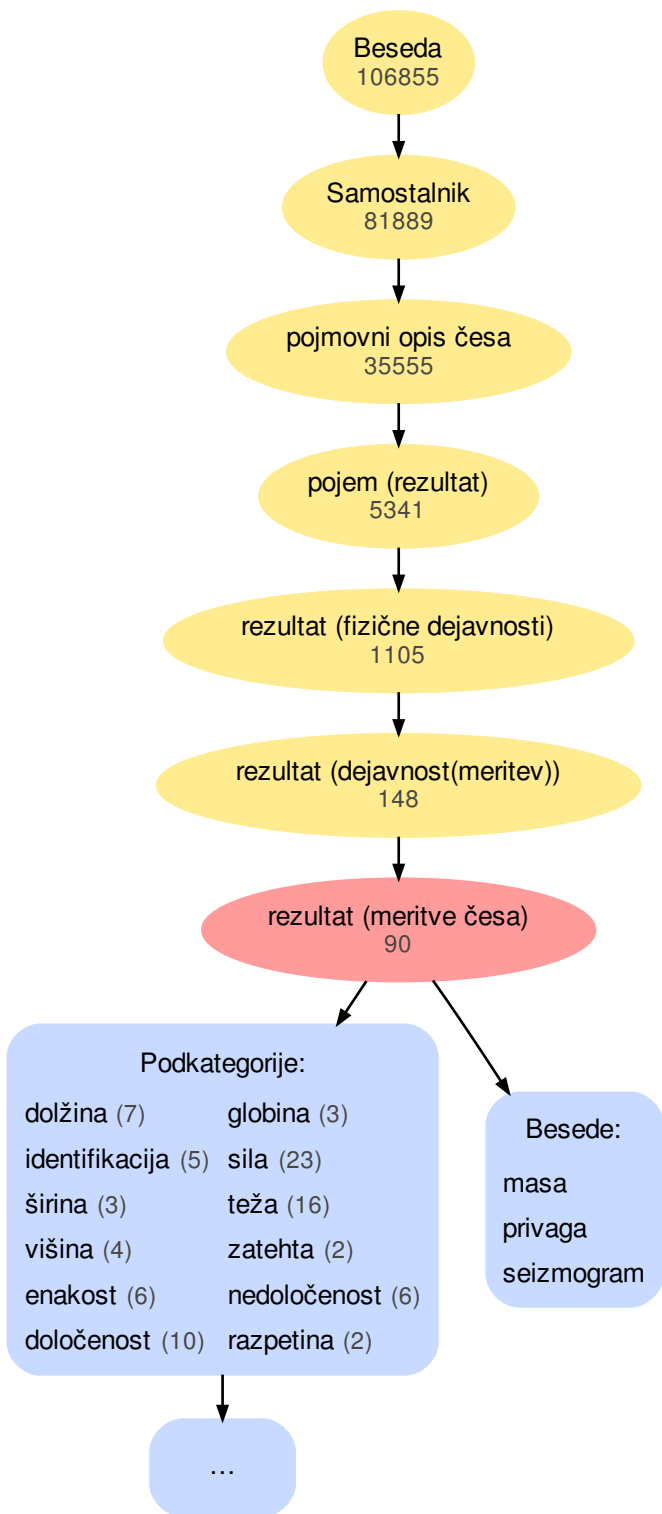 Beseda
106855
Samostalnik
81889
pojmovni opis česa
35555
pojem (rezultat)
5341
rezultat (fizične dejavnosti)
1105
rezultat (dejavnost(meritev))
148
rezultat (meritve česa)
90
Podkategorije:
dolžina (7) globina (3)
identifikacija (5) sila (23)
širina (3) teža (16)
višina (4) zatehta (2)
enakost (6) nedoločenost (6)
določenost (10) razpetina (2)
Besede:
masa
privaga
seizmogram
...